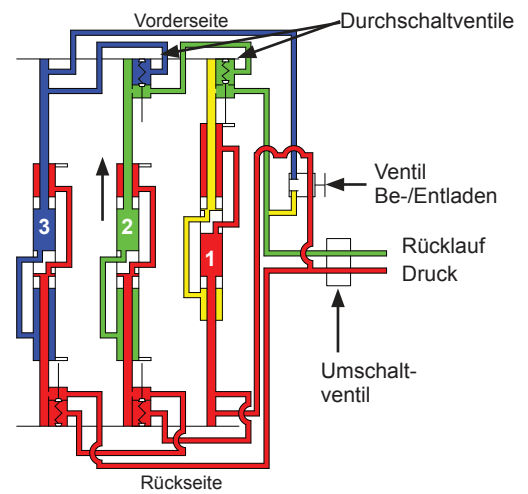 Vorderseite
Durchschaltventile
Ventil
Be-/Entladen
3
2
1
Rücklauf
Druck
Umschalt-
ventil
Rückseite